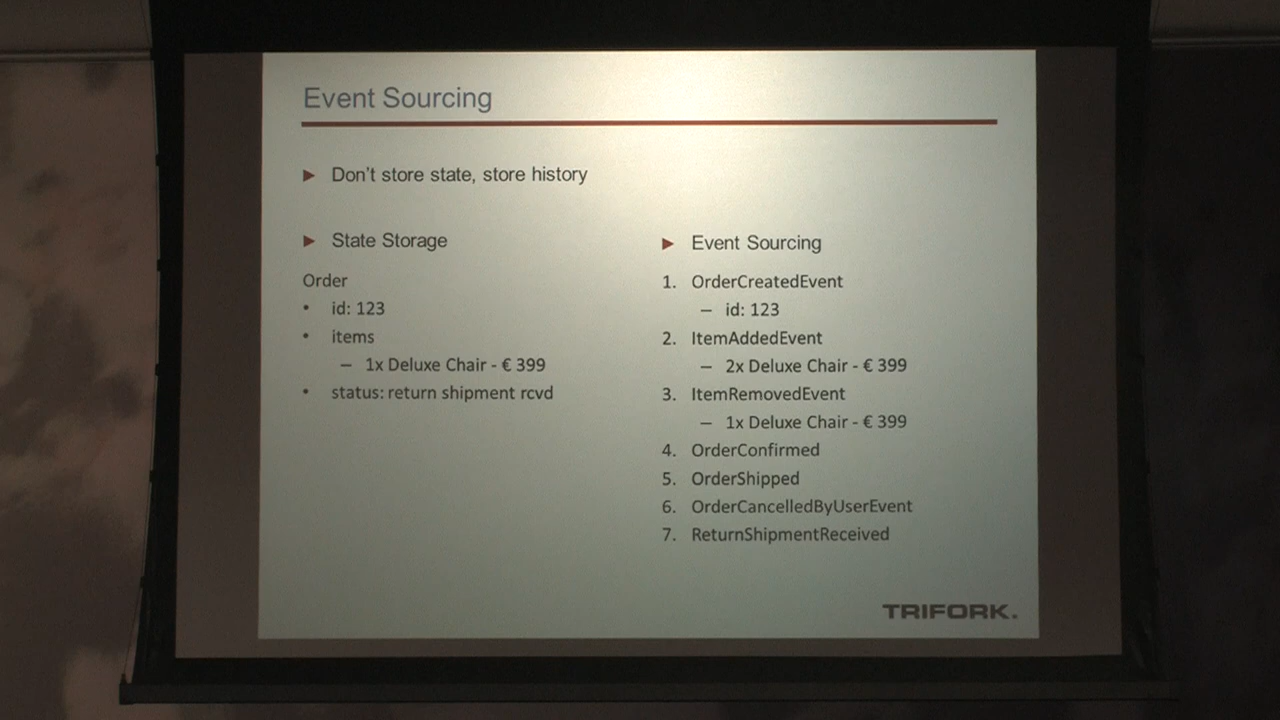 Event Sourcing
Don't store state, store history
State Storage
Order
• id: 123
• items
– 1x Deluxe Chair - € 399
• status: return shipment rcvd
Event Sourcing
1. OrderCreatedEvent
– id: 123
2. ItemAddedEvent
– 2x Deluxe Chair - € 399
3. ItemRemovedEvent
– 1x Deluxe Chair - € 399
4. OrderConfirmed
5. OrderShipped
6. OrderCancelledByUserEvent
7. ReturnShipmentReceived
TRIFORK.